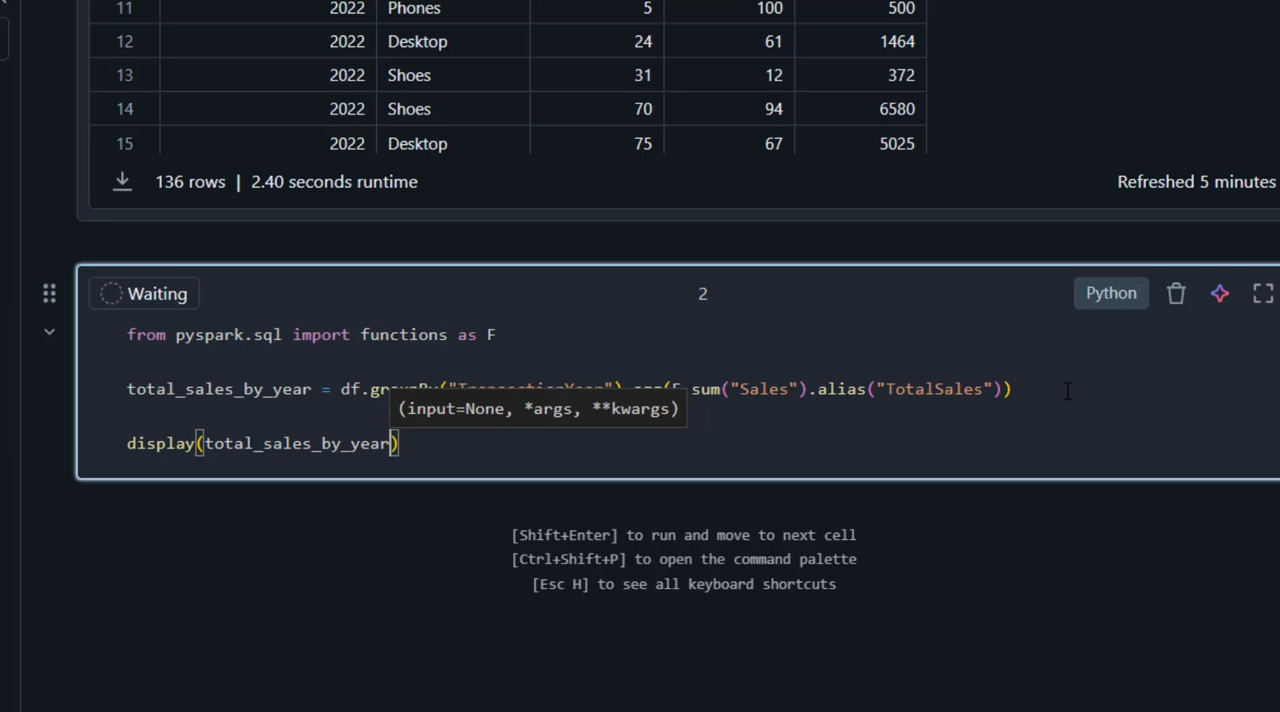 11 2022 Phones 5 100 500
12 2022 Desktop 24 61 1464
13 2022 Shoes 31 12 372
14 2022 Shoes 70 94 6580
15 2022 Desktop 75 67 5025
136 rows | 2.40 seconds runtime Refreshed 5 minutes
Waiting 2 Python
from pyspark.sql import functions as F
total_sales_by_year = df.groupBy("TransactionYear").agg(F.sum("Sales").alias("TotalSales"))
(input=None, *args, **kwargs)
display(total_sales_by_year)
[Shift+Enter] to run and move to next cell
[Ctrl+Shift+P] to open the command palette
[Esc H] to see all keyboard shortcuts